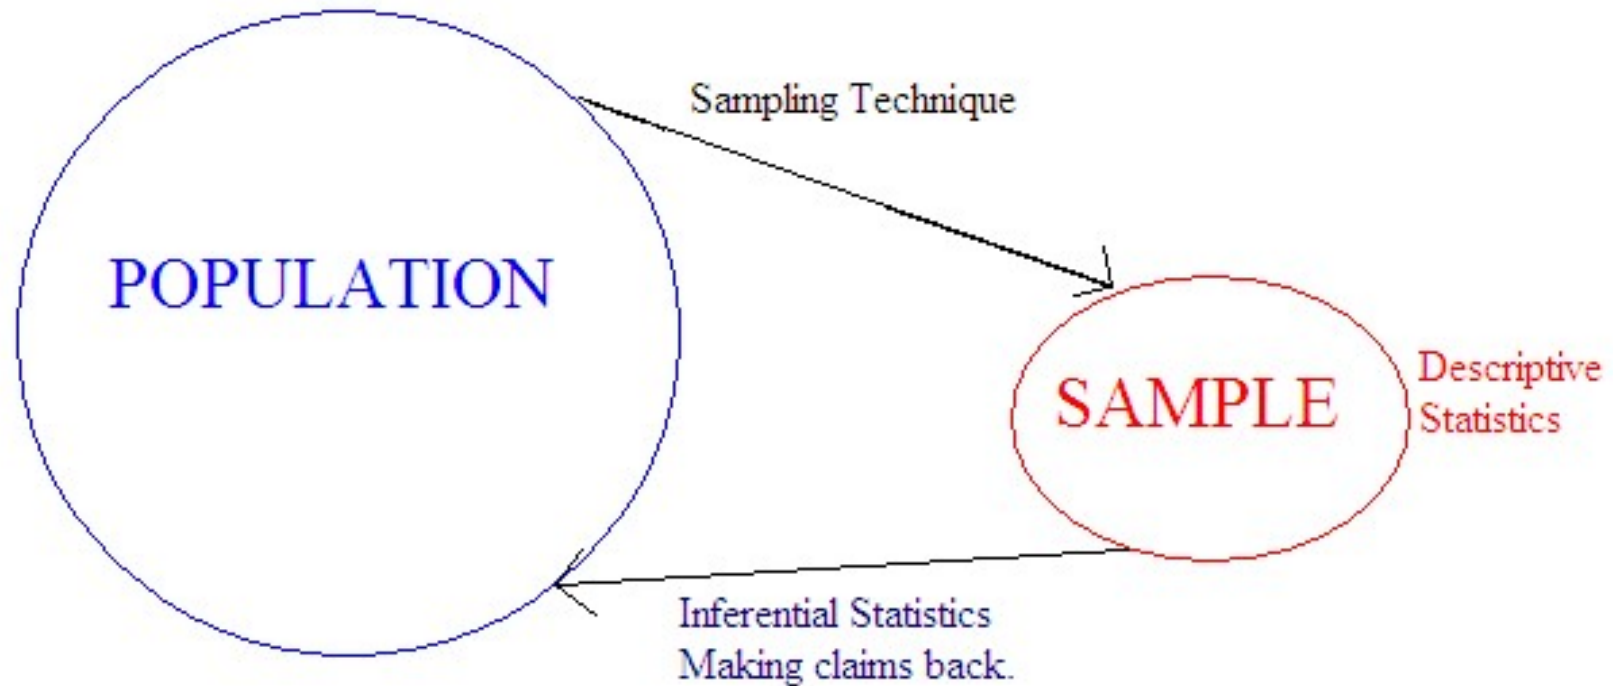 Sampling Technique
POPULATION
SAMPLE
Descriptive
Statistics
Inferential Statistics
Making claims back.